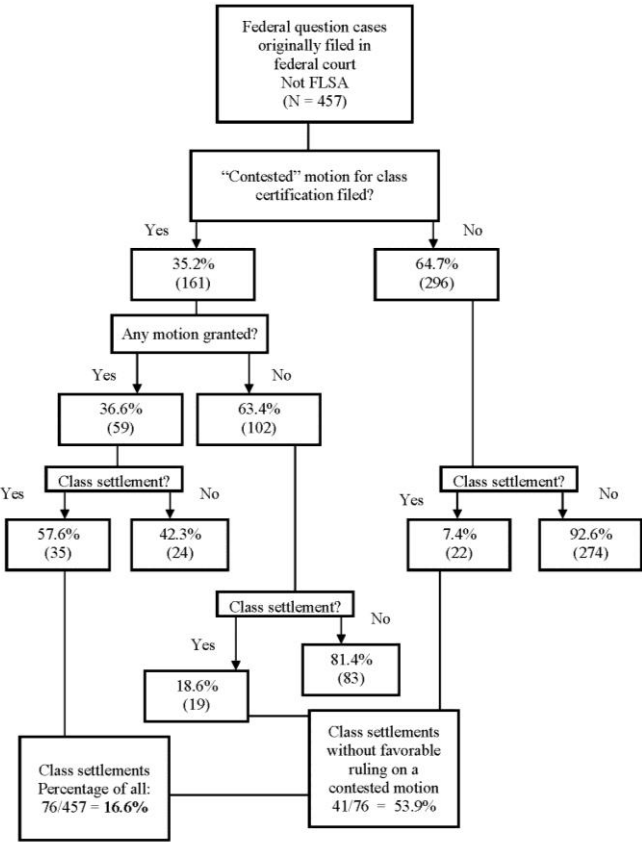 Federal question cases
originally filed in
federal court
Not FLSA
(N = 457)
“Contested” motion for class
certification filed?
Yes
No
35.2%
(161)
64.7%
(296)
Any motion granted?
Yes
No
36.6%
(59)
63.4%
(102)
Class settlement?
Yes
No
57.6%
(35)
42.3%
(24)
Class settlement?
Yes
No
7.4%
(22)
92.6%
(274)
Class settlement?
Yes
No
18.6%
(19)
81.4%
(83)
Class settlements
Percentage of all:
76/457 = 16.6%
Class settlements
without favorable
ruling on a
contested motion
41/76 = 53.9%